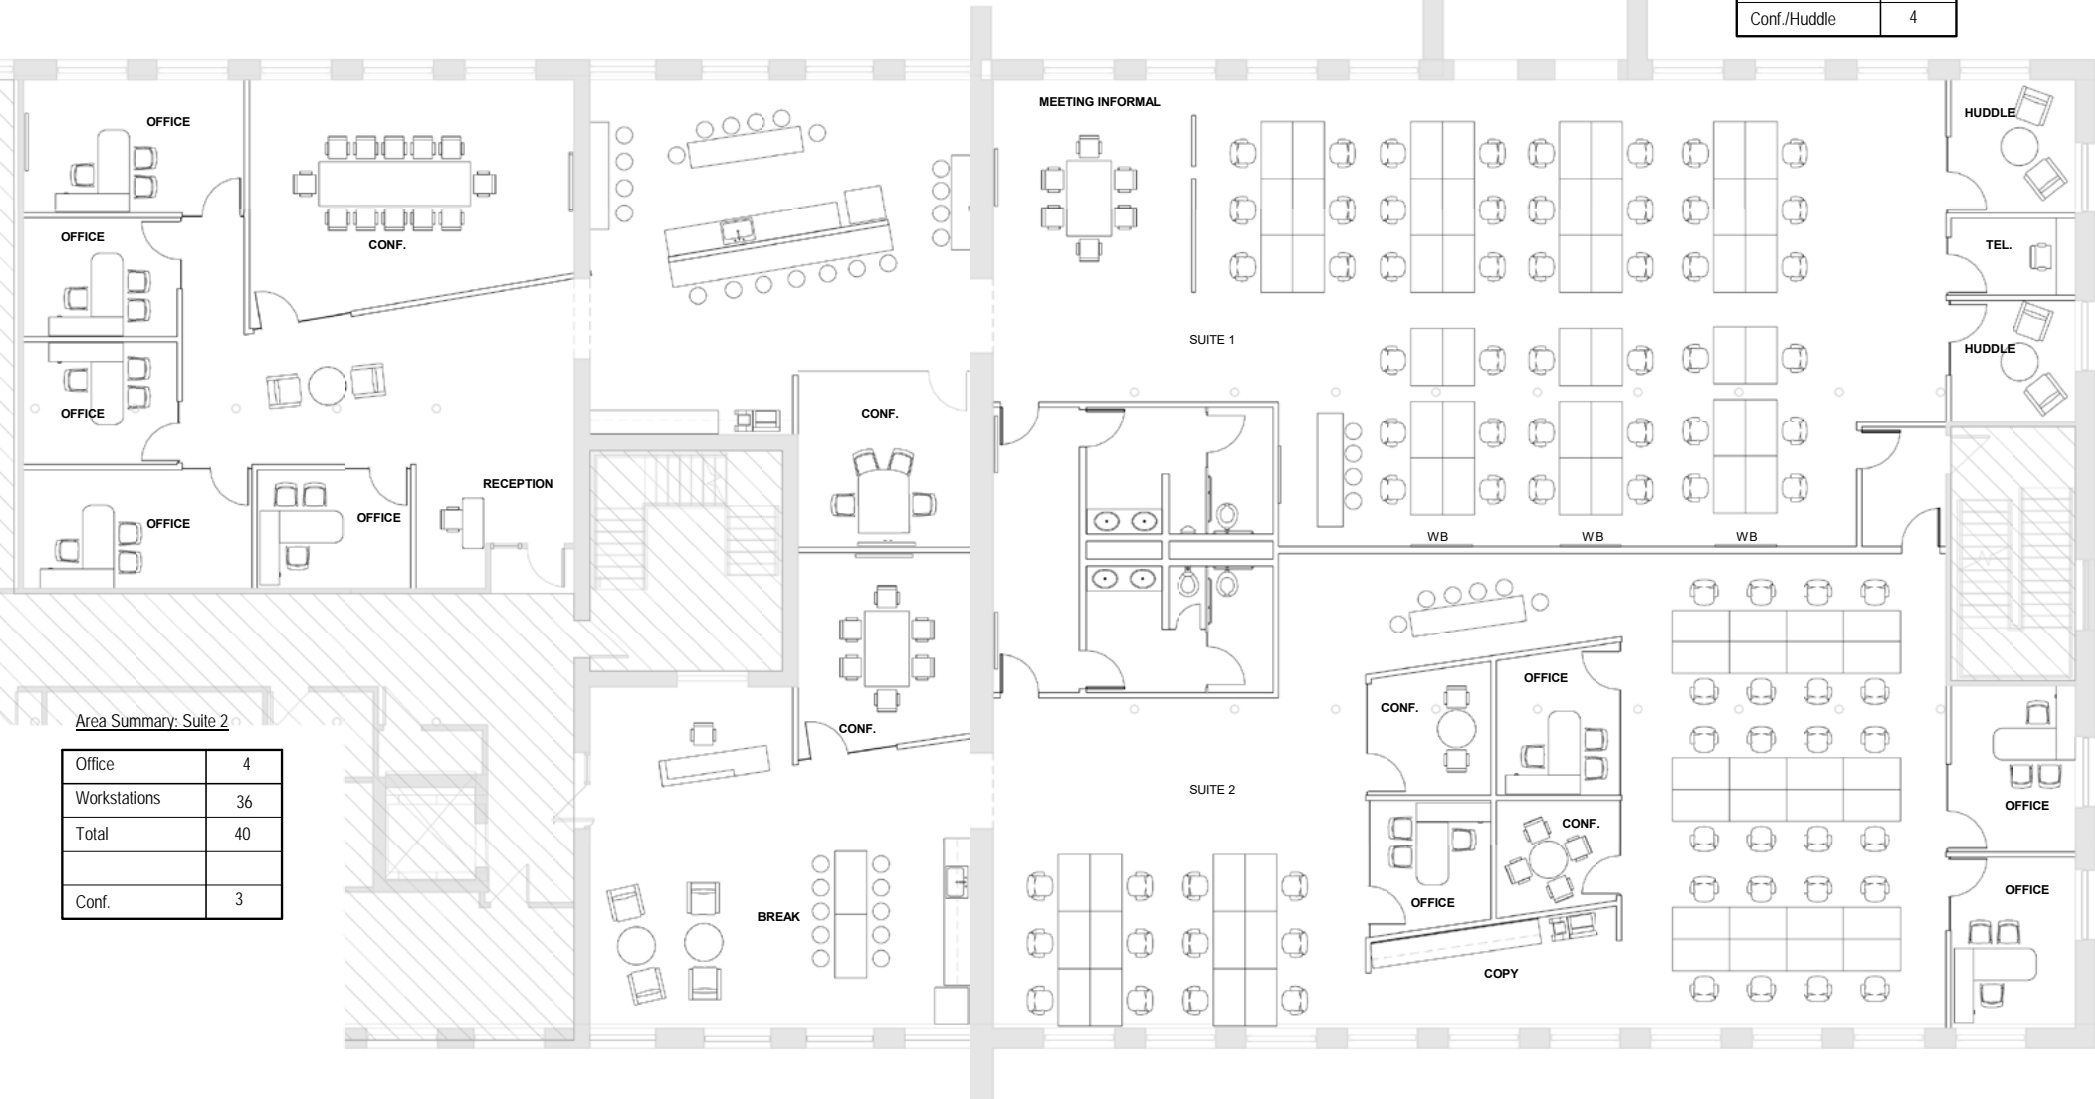 Conf./Huddle 4
MEETING INFORMAL
OFFICE
HUDDLE
OFFICE
CONF.
TEL.
SUITE 1
HUDDLE
OFFICE
CONF.
RECEPTION
OFFICE
OFFICE
WB
WB
WB
OFFICE
CONF.
CONF.
Area Summary: Suite 2
Office 4
Workstations 36
Total 40
Conf. 3
SUITE 2
OFFICE
CONF.
OFFICE
OFFICE
BREAK
COPY